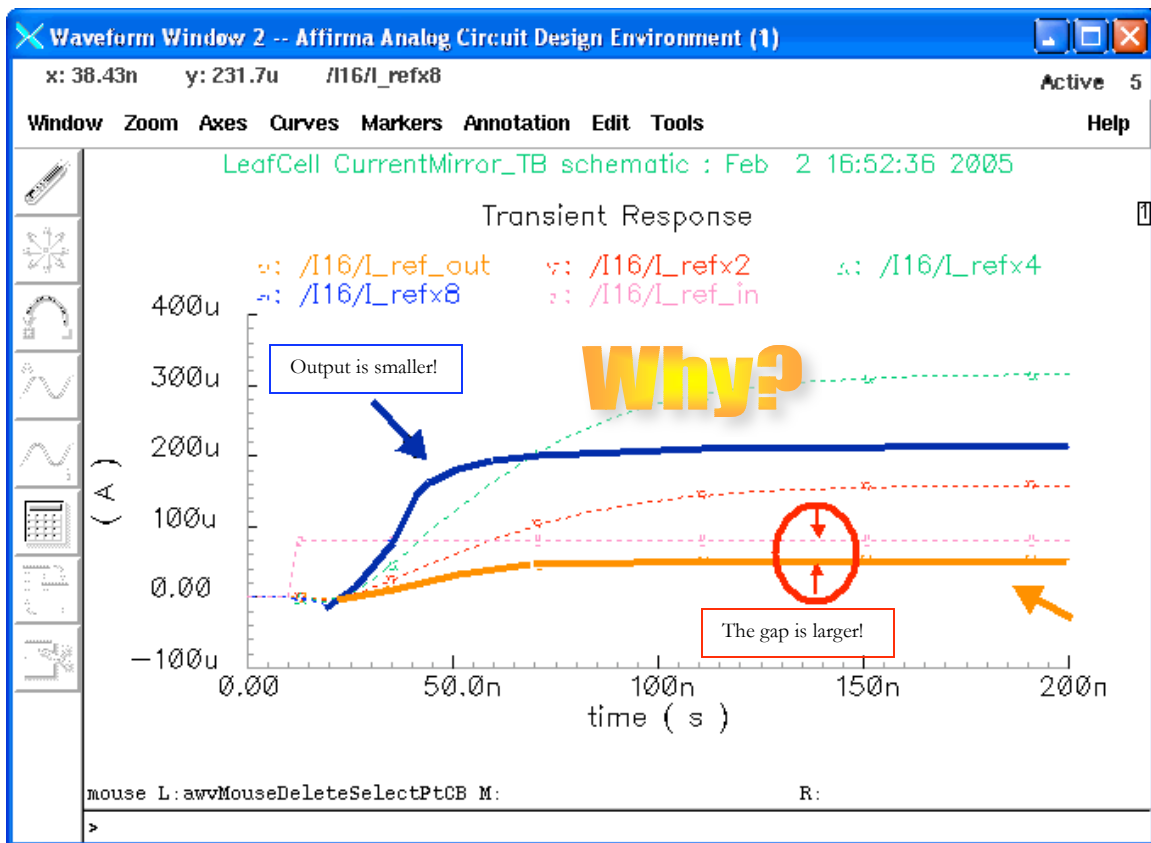 Waveform Window 2 -- Affirma Analog Circuit Design Environment (1)
x: 38.43n y: 231.7u /I16/I_refx8
Active 5
Window Zoom Axes Curves Markers Annotation Edit Tools Help
LeafCell CurrentMirror_TB schematic : Feb 2 16:52:36 2005
Transient Response
1
: /I16/I_ref_out : /I16/I_refx2 : /I16/I_refx4
: /I16/I_refx8 : /I16/I_ref_in
400u
Output is smaller!
Why?
300u
200u
( A )
100u
0.00
The gap is larger!
-100u
0.00 50.0n 100n 150n 200n
time ( s )
mouse L:awvMouseDeleteSelectPtCB M: R:
>